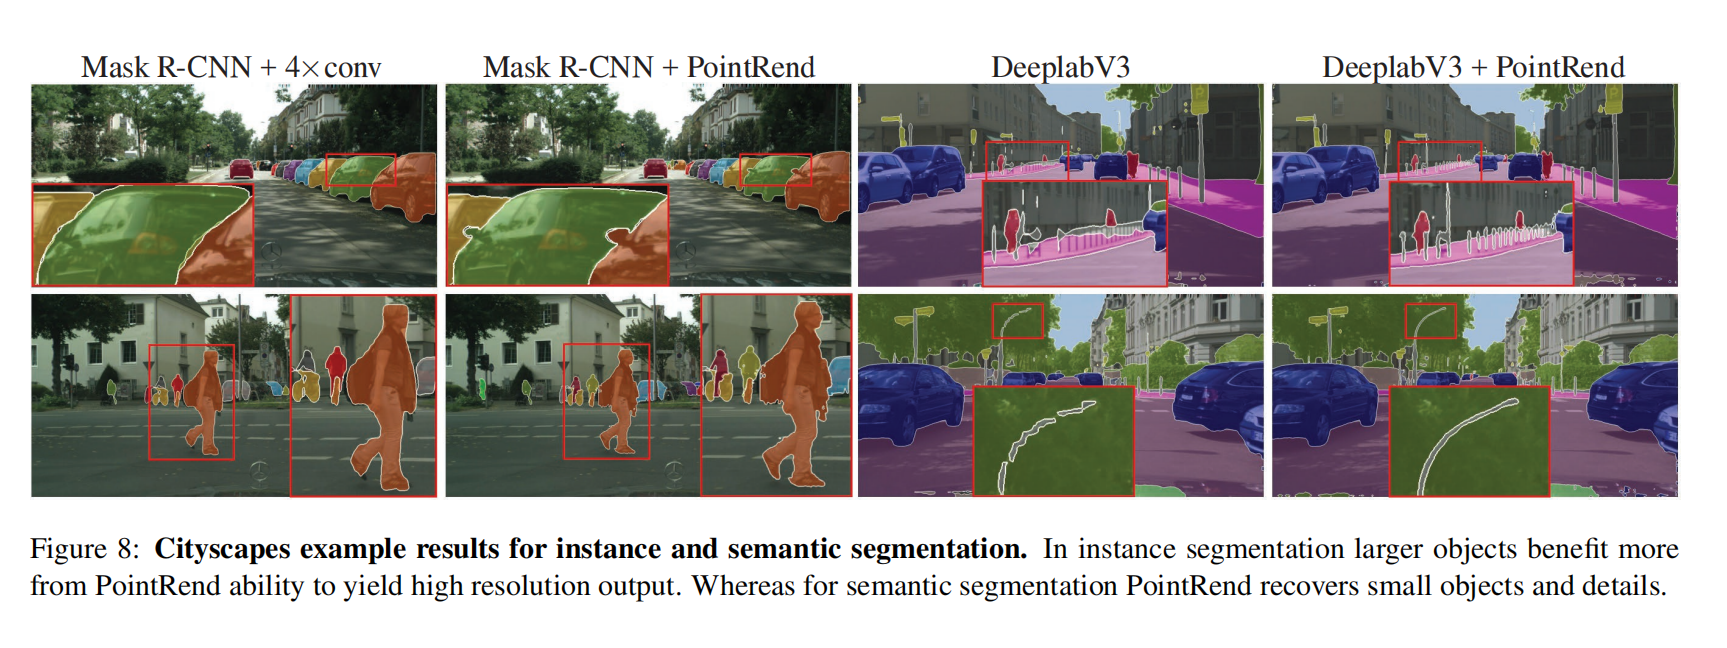 Mask R-CNN + 4×conv
Mask R-CNN + PointRend
DeeplabV3
DeeplabV3 + PointRend
Figure 8: Cityscapes example results for instance and semantic segmentation. In instance segmentation larger objects benefit more
from PointRend ability to yield high resolution output. Whereas for semantic segmentation PointRend recovers small objects and details.